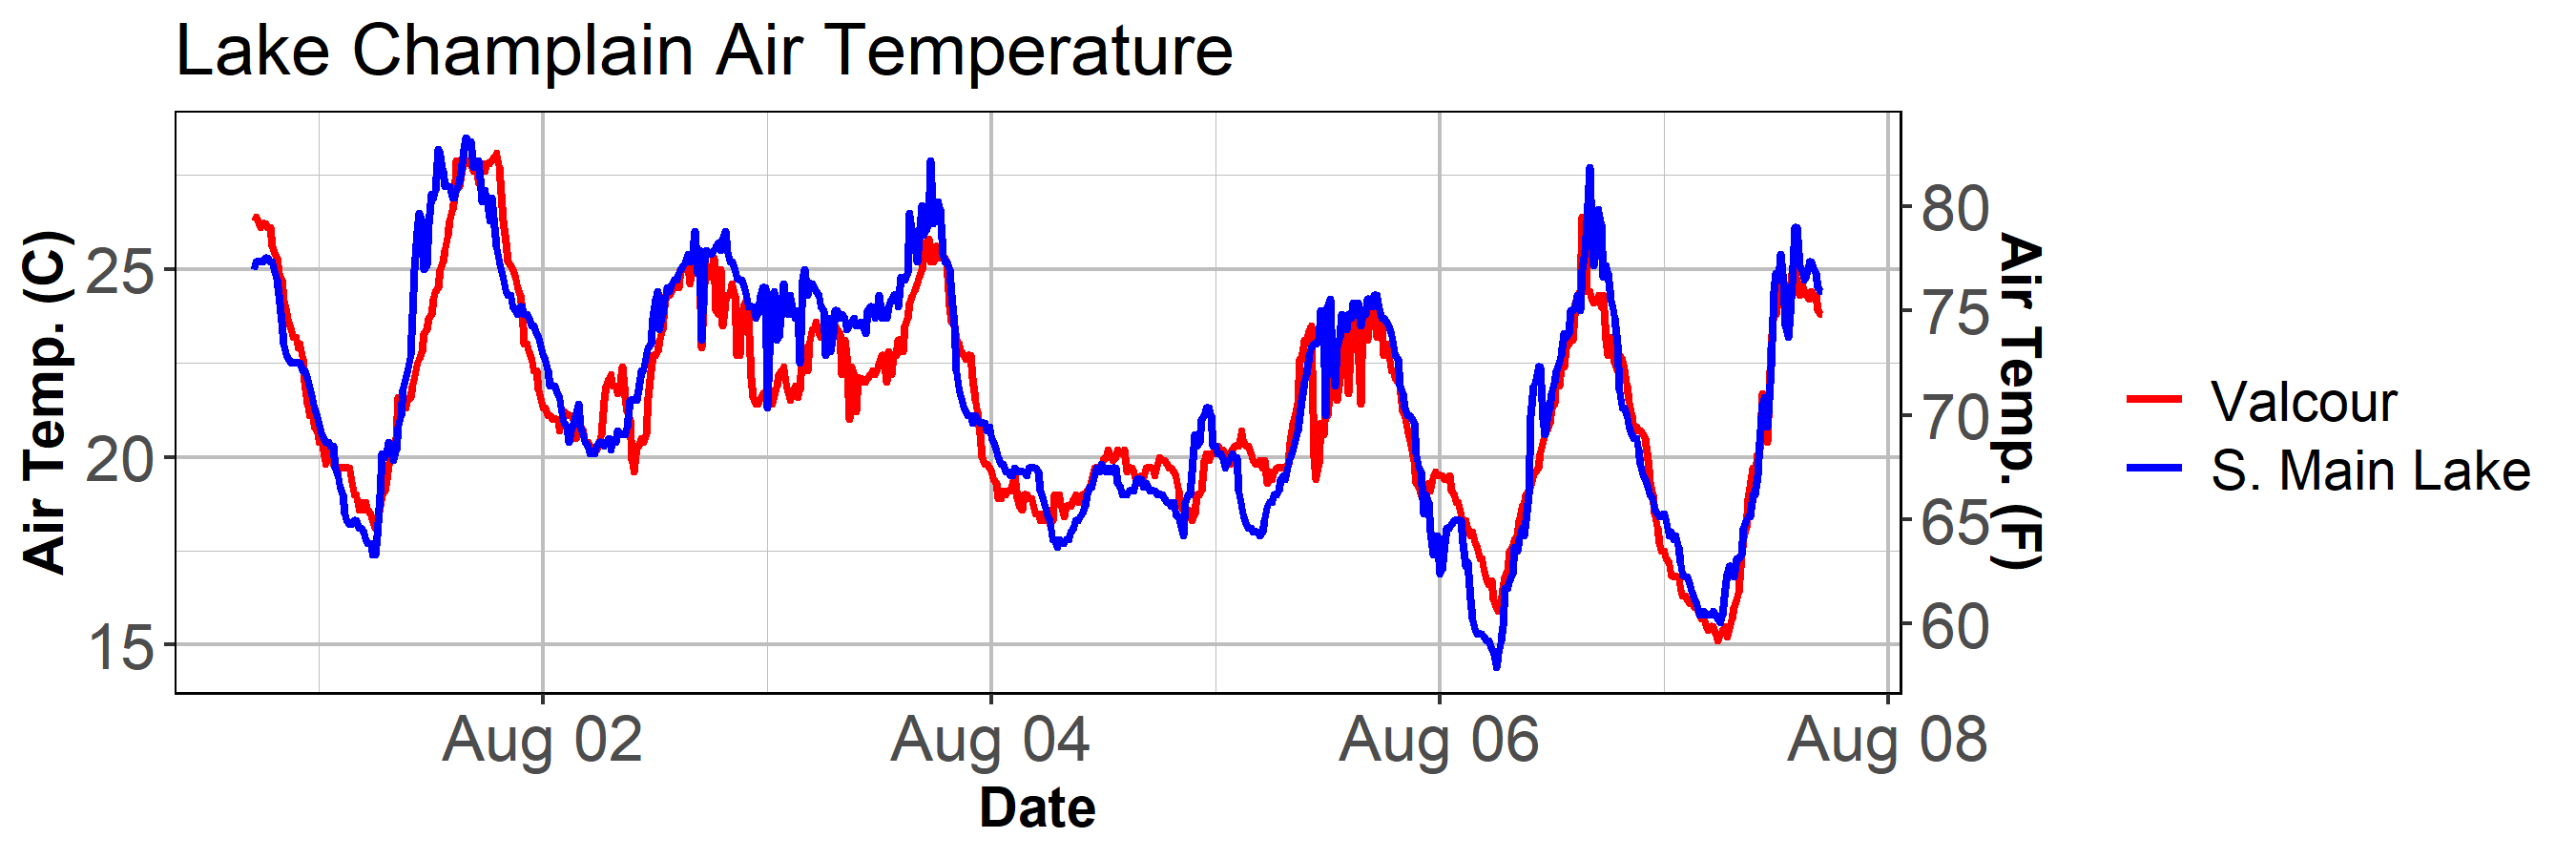 Lake Champlain Air Temperature
Air Temp. (C)
25
20
15
80
75
70
65
60
Air Temp. (F)
Aug 02
Aug 04
Aug 06
Aug 08
Date
Valcour
S. Main Lake